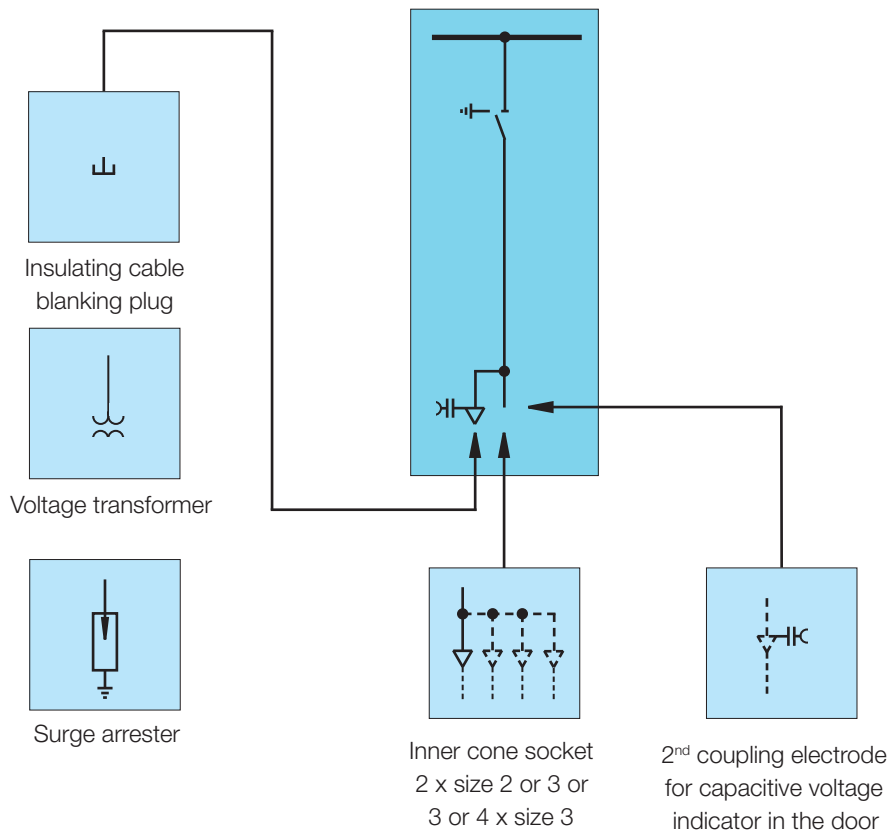 Insulating cable
blanking plug
Voltage transformer
Surge arrester
Inner cone socket
2 x size 2 or 3 or
3 or 4 x size 3
2nd coupling electrode
for capacitive voltage
indicator in the door